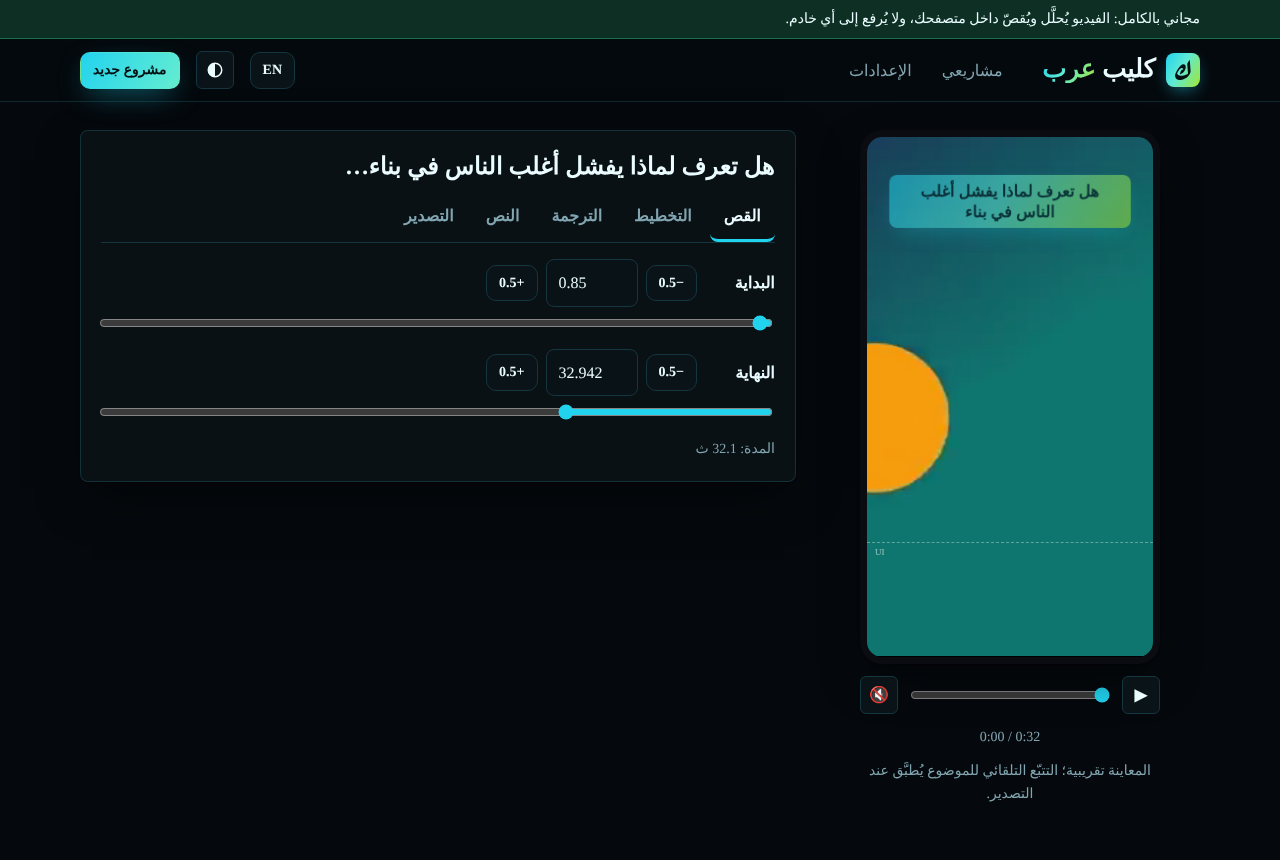 مجاني بالكامل: الفيديو يُحلَّل ويُقصّ داخل متصفحك، ولا يُرفع إلى أي خادم.
ك
كليب عرب
مشاريعي
الإعدادات
EN
مشروع جديد
هل تعرف لماذا يفشل أغلب
الناس في بناء
UI
0:00 / 0:32
المعاينة تقريبية؛ التتبّع التلقائي للموضوع يُطبَّق عند
التصدير.
هل تعرف لماذا يفشل أغلب الناس في بناء…
القص
التخطيط
الترجمة
النص
التصدير
البداية
−0.5
0.85
+0.5
النهاية
−0.5
32.942
+0.5
المدة: 32.1 ث